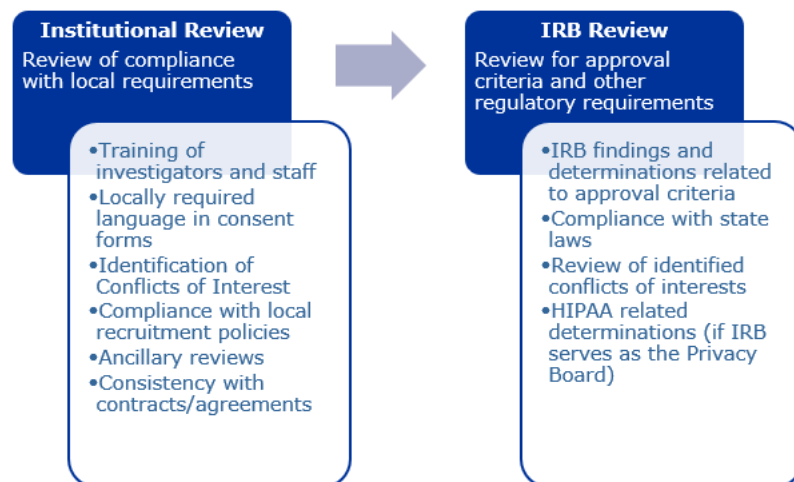 Institutional Review
Review of compliance
with local requirements
•Training of
investigators and staff
•Locally required
language in consent
forms
•Identification of
Conflicts of Interest
•Compliance with local
recruitment policies
•Ancillary reviews
•Consistency with
contracts/agreements
IRB Review
Review for approval
criteria and other
regulatory requirements
•IRB findings and
determinations related
to approval criteria
•Compliance with state
laws
•Review of identified
conflicts of interests
•HIPAA related
determinations (if IRB
serves as the Privacy
Board)